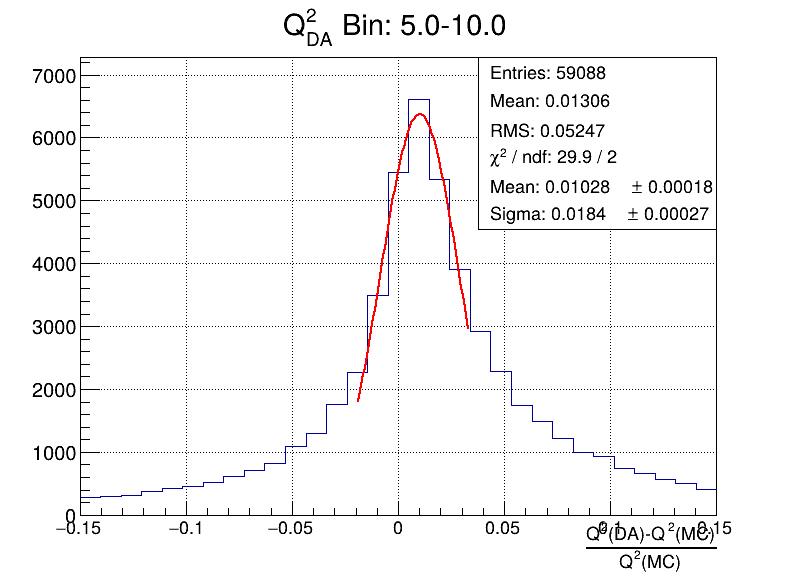 Q²_DA Bin: 5.0-10.0
Entries: 59088
Mean: 0.01306
RMS: 0.05247
χ² / ndf: 29.9 / 2
Mean: 0.01028 ± 0.00018
Sigma: 0.0184 ± 0.00027
7000
6000
5000
4000
3000
2000
1000
0
−0.15 −0.1 −0.05 0 0.05 0.1 0.15
Q²(DA)-Q²(MC)
Q²(MC)